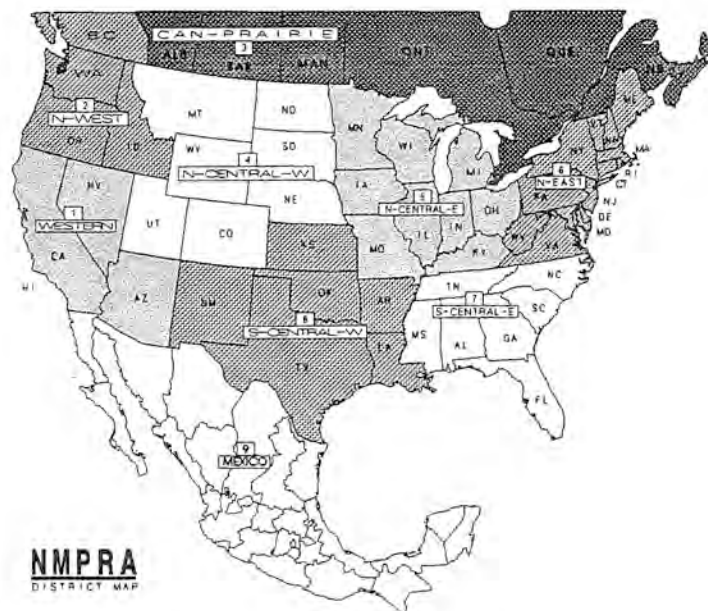 BC
CAN-PRAIRIE
3
ALB
SAK
MAN
ONT
QUE
NB
WA
2
N-WEST
OR
ID
MT
ND
MN
ME
VT
NH
WY
SD
WI
MI
NY
MA
4
N-CENTRAL-W
6
N-EAST
RI
CT
NE
IA
5
N-CENTRAL-E
PA
NJ
DE
MD
NV
1
WESTERN
UT
CO
IL
IN
OH
WV
VA
CA
KS
MO
KY
HI
AZ
NM
OK
AR
TN
NC
8
S-CENTRAL-W
7
S-CENTRAL-E
SC
MS
AL
GA
TX
LA
FL
9
MEXICO
NMPRA
DISTRICT MAP